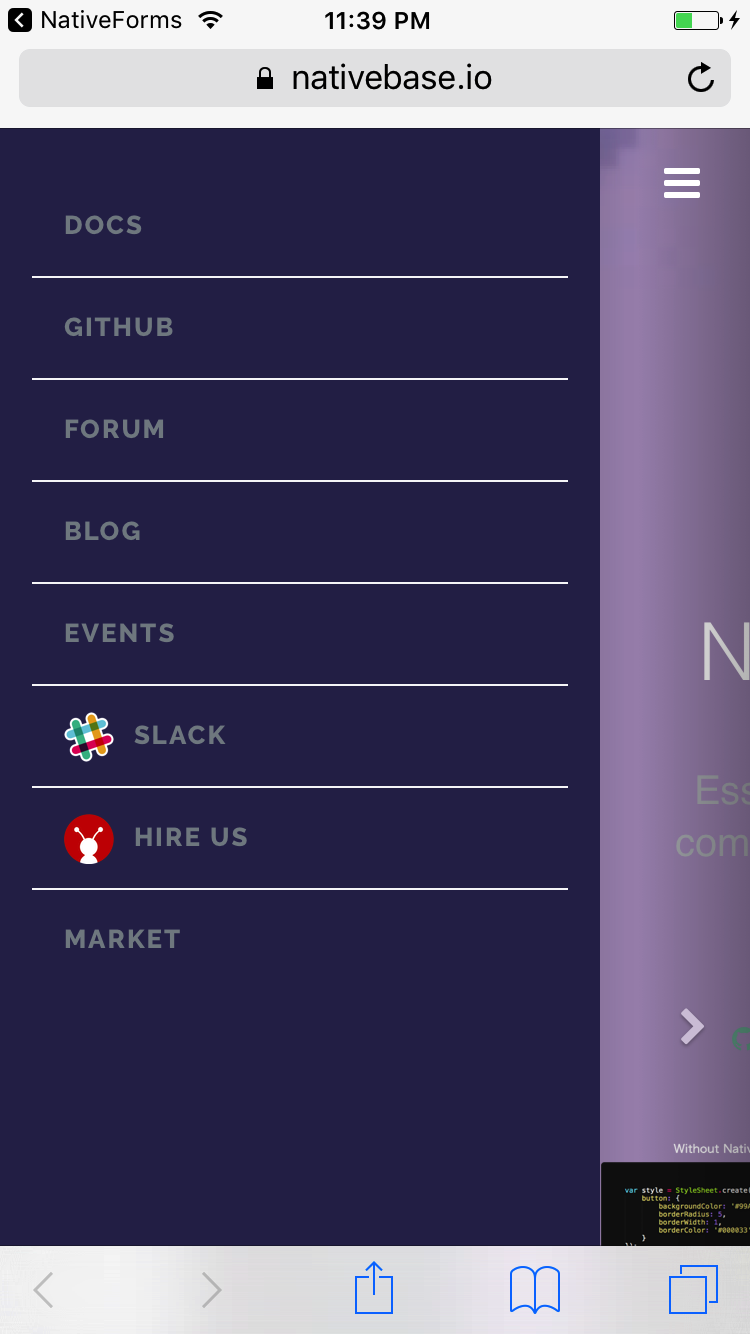 NativeForms
11:39 PM
nativebase.io
DOCS
GITHUB
FORUM
BLOG
EVENTS
SLACK
HIRE US
MARKET
N
Ess
com
Without Nativ
var style = StyleSheet.create(
button: {
backgroundColor: '#99A
borderRadius: 5,
borderWidth: 1,
borderColor: '#000033'
}